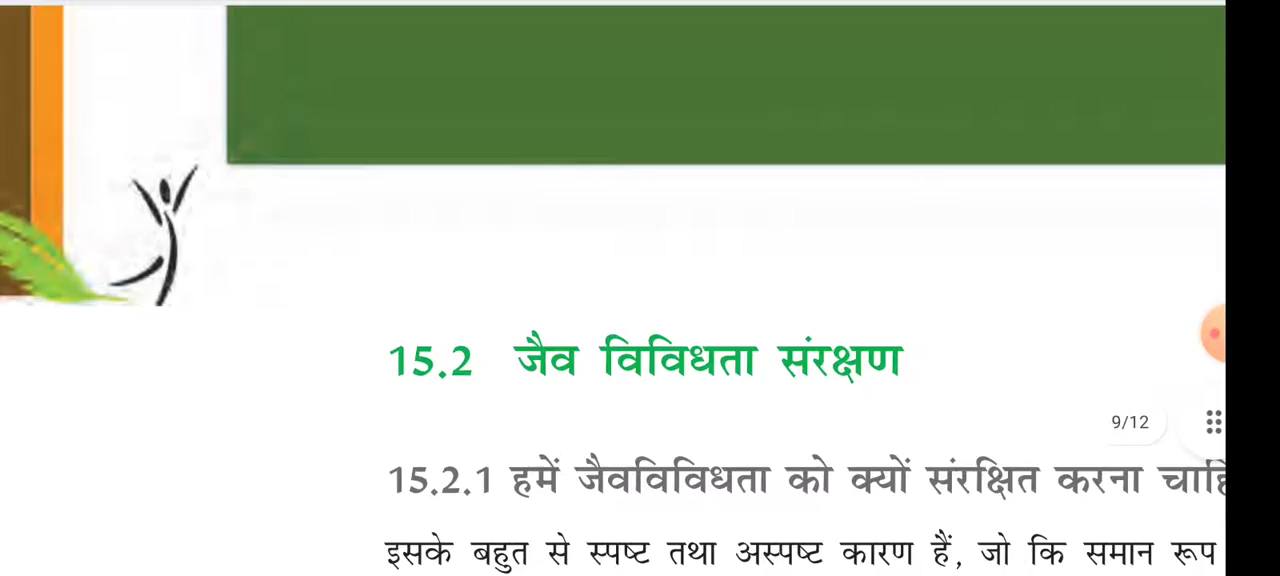 15.2 जैव विविधता संरक्षण
9/12
15.2.1 हमें जैवविविधता को क्यों संरक्षित करना
इसके बहुत से स्पष्ट तथा अस्पष्ट कारण हैं, जो कि समान रूप